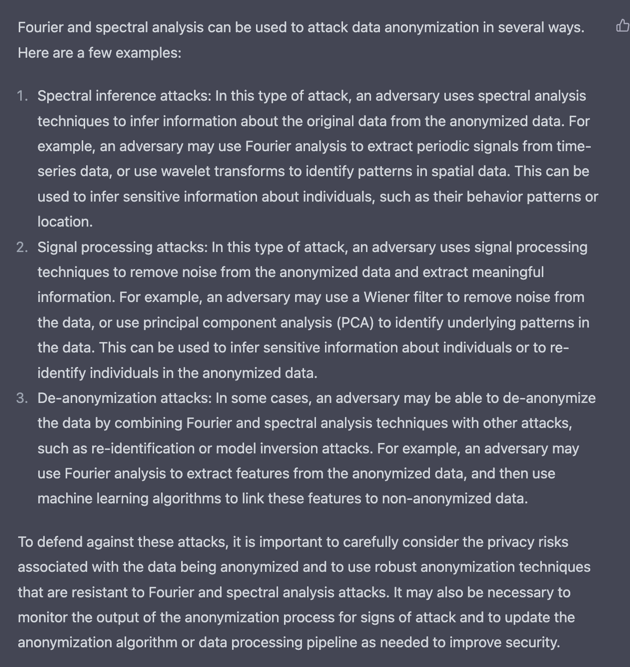 Fourier and spectral analysis can be used to attack data anonymization in several ways.
Here are a few examples:
1. Spectral inference attacks: In this type of attack, an adversary uses spectral analysis
techniques to infer information about the original data from the anonymized data. For
example, an adversary may use Fourier analysis to extract periodic signals from time-
series data, or use wavelet transforms to identify patterns in spatial data. This can be
used to infer sensitive information about individuals, such as their behavior patterns or
location.
2. Signal processing attacks: In this type of attack, an adversary uses signal processing
techniques to remove noise from the anonymized data and extract meaningful
information. For example, an adversary may use a Wiener filter to remove noise from
the data, or use principal component analysis (PCA) to identify underlying patterns in
the data. This can be used to infer sensitive information about individuals or to re-
identify individuals in the anonymized data.
3. De-anonymization attacks: In some cases, an adversary may be able to de-anonymize
the data by combining Fourier and spectral analysis techniques with other attacks,
such as re-identification or model inversion attacks. For example, an adversary may
use Fourier analysis to extract features from the anonymized data, and then use
machine learning algorithms to link these features to non-anonymized data.
To defend against these attacks, it is important to carefully consider the privacy risks
associated with the data being anonymized and to use robust anonymization techniques
that are resistant to Fourier and spectral analysis attacks. It may also be necessary to
monitor the output of the anonymization process for signs of attack and to update the
anonymization algorithm or data processing pipeline as needed to improve security.